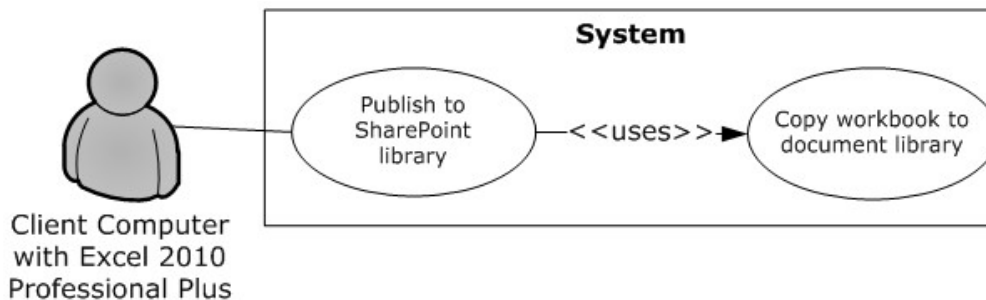 System
Publish to
SharePoint
library
<<uses>>
Copy workbook to
document library
Client Computer
with Excel 2010
Professional Plus